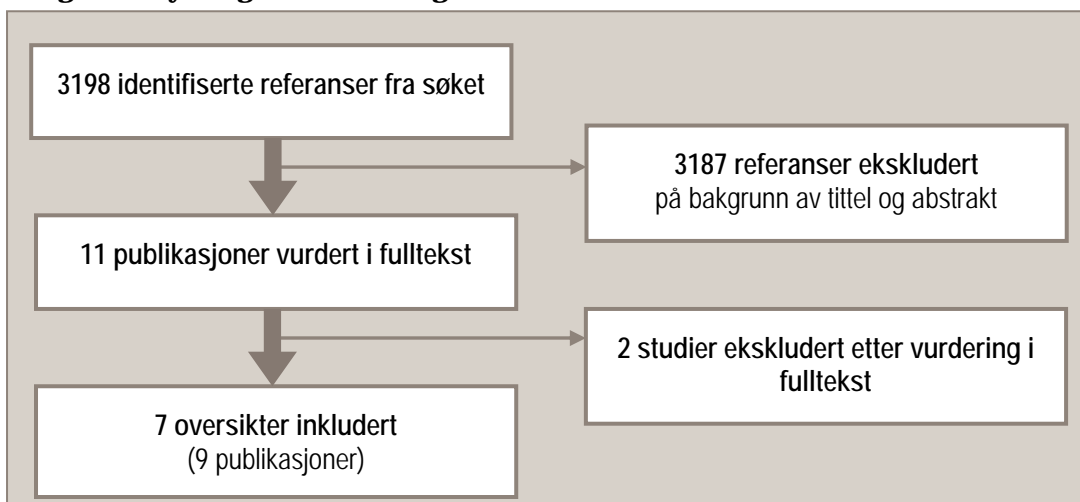 3198 identifiserte referanser fra søket
3187 referanser ekskludert
på bakgrunn av tittel og abstrakt
11 publikasjoner vurdert i fulltekst
2 studier ekskludert etter vurdering i
fulltekst
7 oversikter inkludert
(9 publikasjoner)